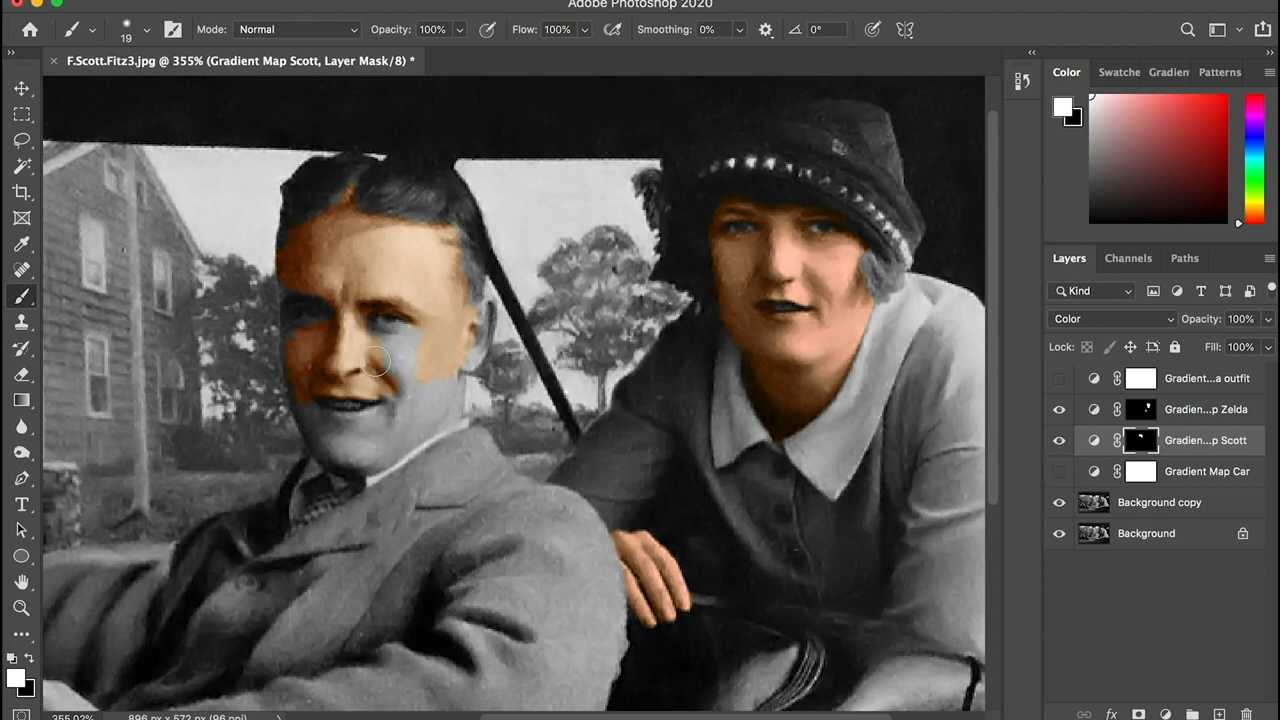 Adobe Photoshop 2020
19
Mode: Normal
Opacity: 100%
Flow: 100%
Smoothing: 0%
0°
F.Scott.Fitz3.jpg @ 355% (Gradient Map Scott, Layer Mask/8) *
Color Swatche Gradien Patterns
Layers Channels Paths
Kind
Color
Opacity: 100%
Lock:
Fill: 100%
Gradient...a outfit
Gradien...p Zelda
Gradien...p Scott
Gradient Map Car
Background copy
Background
T
fx
355.02%
896 px x 572 px (96 ppi)